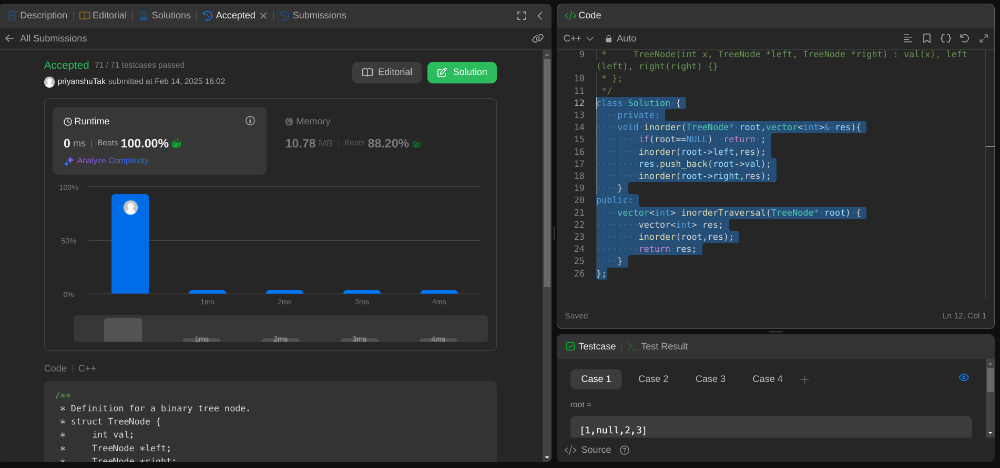 Description
Editorial
Solutions
Accepted
Submissions
All Submissions
Accepted 71 / 71 testcases passed
priyanshuTak submitted at Feb 14, 2025 16:02
Editorial
Solution
Runtime
0 ms | Beats 100.00%
Analyze Complexity
Memory
10.78 MB | Beats 88.20%
100%
50%
0%
1ms 2ms 3ms 4ms
1ms 2ms 3ms 4ms
Code | C++
/**
* Definition for a binary tree node.
* struct TreeNode {
*     int val;
*     TreeNode *left;
*     TreeNode *right;
</> Code
C++
Auto
9 *     TreeNode(int x, TreeNode *left, TreeNode *right) : val(x), left
(left), right(right) {}
10 * };
11 */
12 class Solution {
13     private:
14     void inorder(TreeNode* root,vector<int>& res){
15         if(root==NULL)  return ;
16         inorder(root->left,res);
17         res.push_back(root->val);
18         inorder(root->right,res);
19     }
20 public:
21     vector<int> inorderTraversal(TreeNode* root) {
22         vector<int> res;
23         inorder(root,res);
24         return res;
25     }
26 };
Saved
Ln 12, Col 1
Testcase
Test Result
Case 1
Case 2
Case 3
Case 4
root =
[1,null,2,3]
</> Source